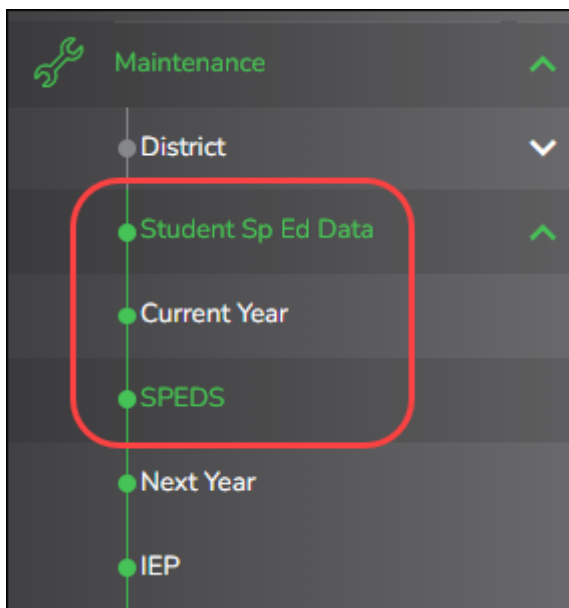 Maintenance
District
Student Sp Ed Data
Current Year
SPEDS
Next Year
IEP